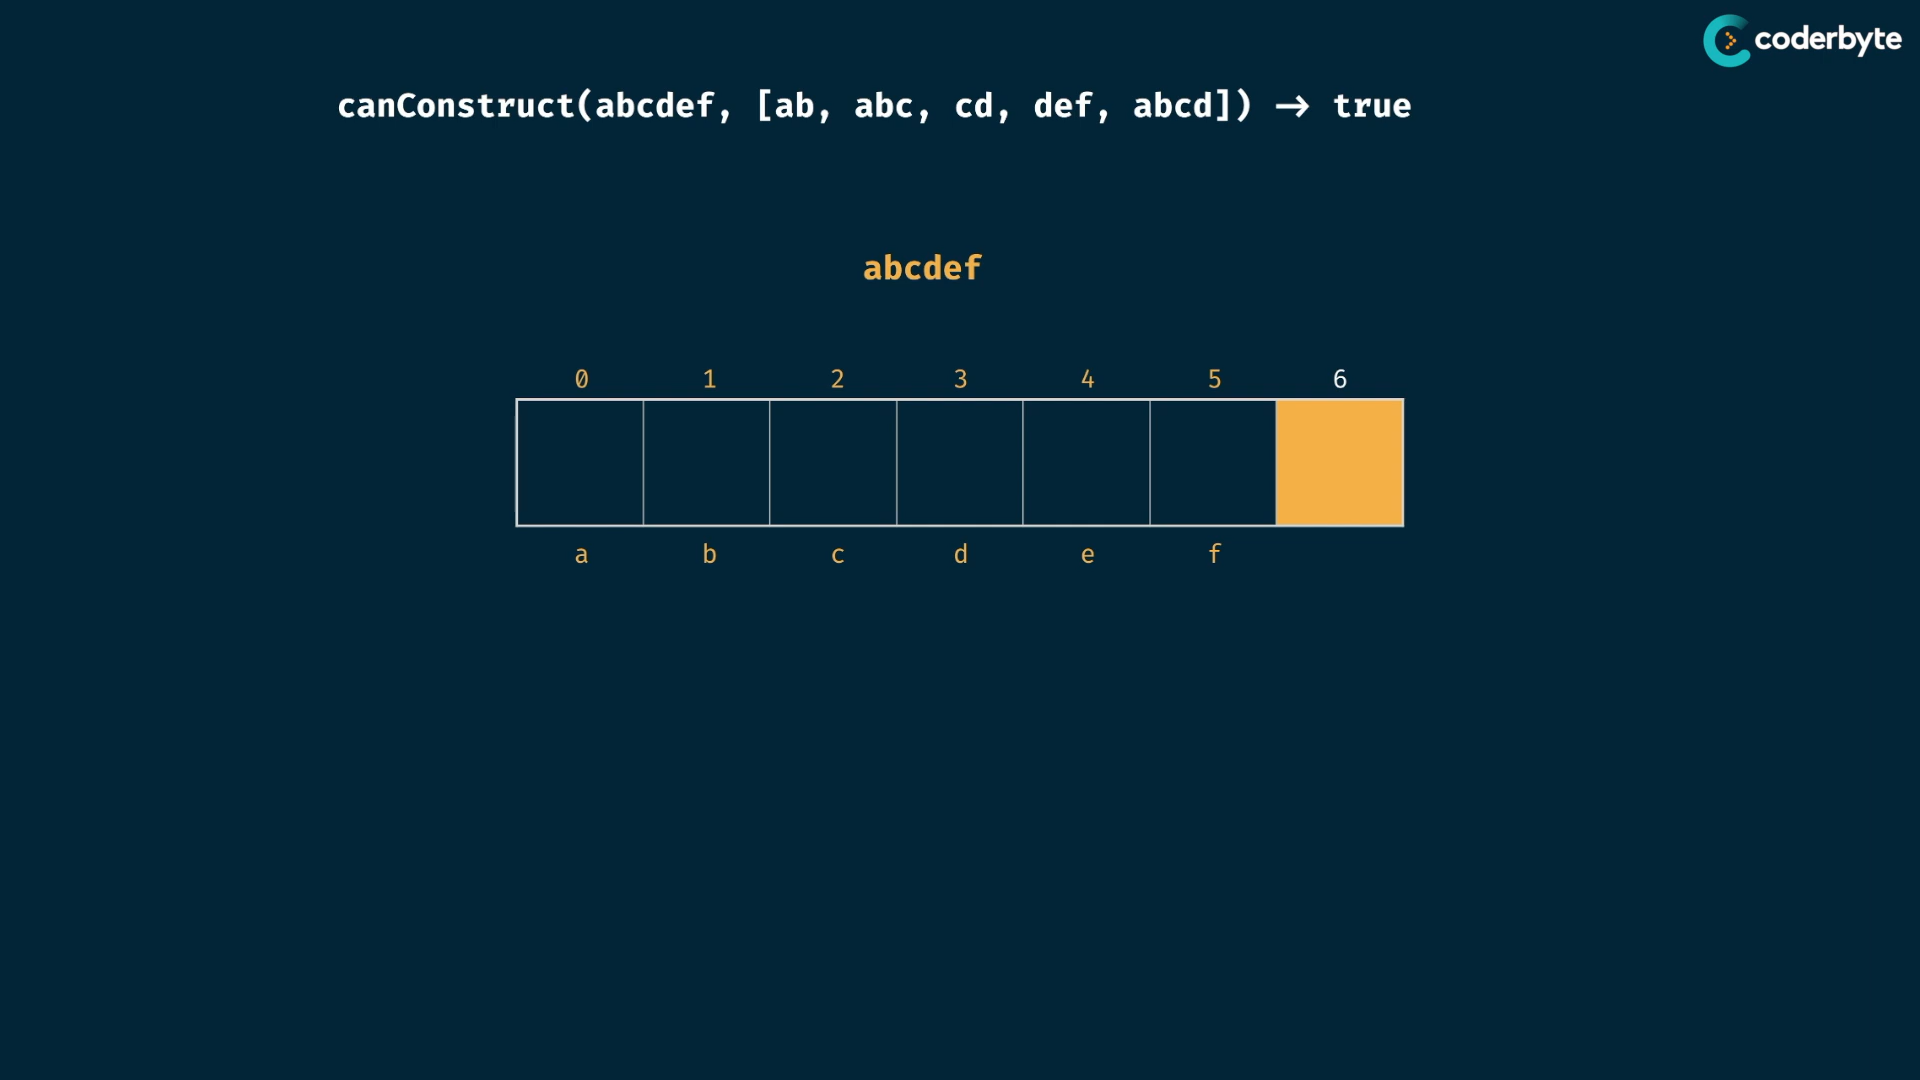 coderbyte
canConstruct(abcdef, [ab, abc, cd, def, abcd]) → true
abcdef
0 1 2 3 4 5 6
a b c d e f